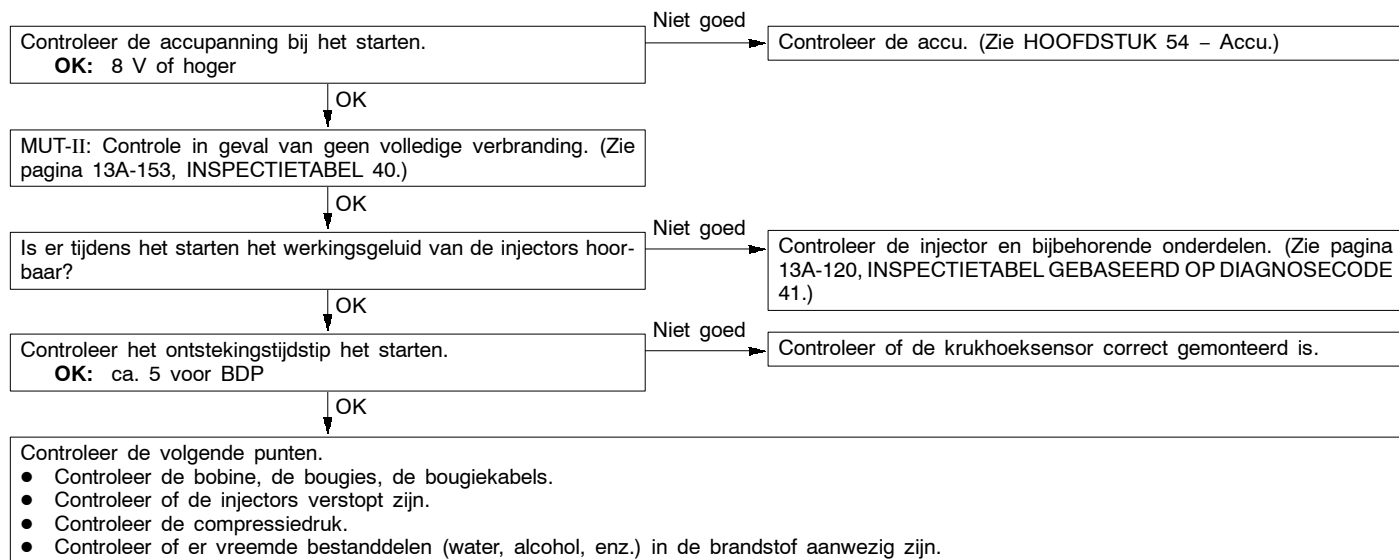 Niet goed
Controleer de accupanning bij het starten.
OK: 8 V of hoger
Controleer de accu. (Zie HOOFDSTUK 54 – Accu.)
OK
MUT-II: Controle in geval van geen volledige verbranding. (Zie
pagina 13A-153, INSPECTIETABEL 40.)
OK
Niet goed
Is er tijdens het starten het werkingsgeluid van de injectors hoor-
baar?
Controleer de injector en bijbehorende onderdelen. (Zie pagina
13A-120, INSPECTIETABEL GEBASEERD OP DIAGNOSECODE
41.)
OK
Niet goed
Controleer het ontstekingstijdstip het starten.
OK: ca. 5 voor BDP
Controleer of de krukhoeksensor correct gemonteerd is.
OK
Controleer de volgende punten.
● Controleer de bobine, de bougies, de bougiekabels.
● Controleer of de injectors verstopt zijn.
● Controleer de compressiedruk.
● Controleer of er vreemde bestanddelen (water, alcohol, enz.) in de brandstof aanwezig zijn.